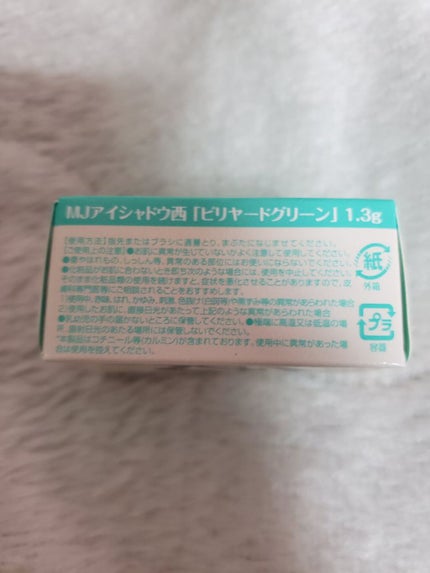 MJアイシャドウ西「ビリヤードグリーン」1.3g
【使用方法】指先またはブラシに適量とり、まぶたになじませてください。
【ご使用上の注意】●お肌に異常が生じていないかよく注意して使用してください。
●傷やはれもの、しっしん等、異常のある部位にはお使いにならないでください。
●化粧品がお肌に合わないとき即ち次のような場合には、使用を中止してください。
そのまま化粧品類の使用を続けますと、症状を悪化させることがありますので、皮
膚科専門医等にご相談されることをおすすめします。
1)使用中、赤味、はれ、かゆみ、刺激、色抜け(白斑等)や黒ずみ等の異常があらわれた場合
2)使用したお肌に、直接日光があたって上記のような異常があらわれた場合
●乳幼児の手の届かないところに保管してください。●極端に高温又は低温の場
所、直射日光のあたる場所には保管しないでください。
*本製品はコチニール等(カルミン)が含まれております。使用中に異常があった場
合は使用を控えてください。
紙
外箱
プラ
容器